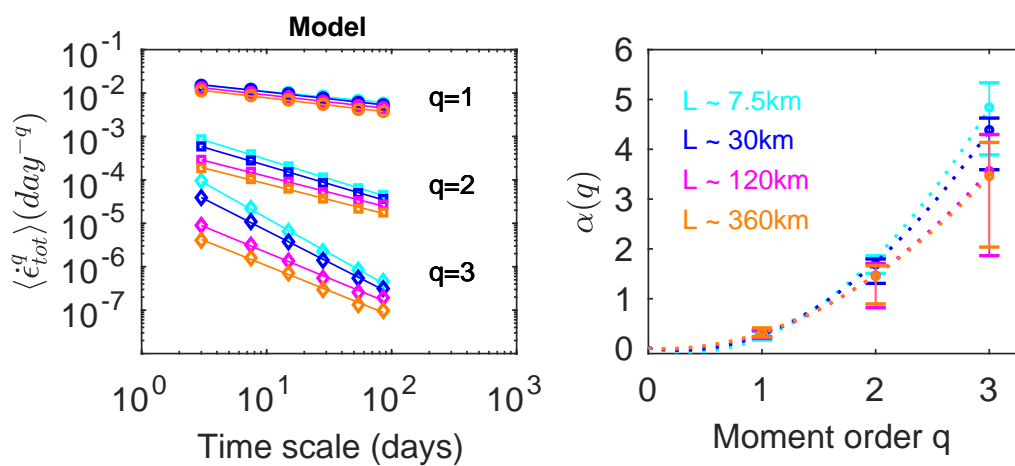 Model
10^-1
10^-2
10^-3
10^-4
10^-5
10^-6
10^-7
q=1
q=2
q=3
10^0 10^1 10^2 10^3
Time scale (days)
⟨ε̇^q_tot⟩(day^-q)
6
5
4
3
2
1
0
L ~ 7.5km
L ~ 30km
L ~ 120km
L ~ 360km
0 1 2 3
Moment order q
α(q)